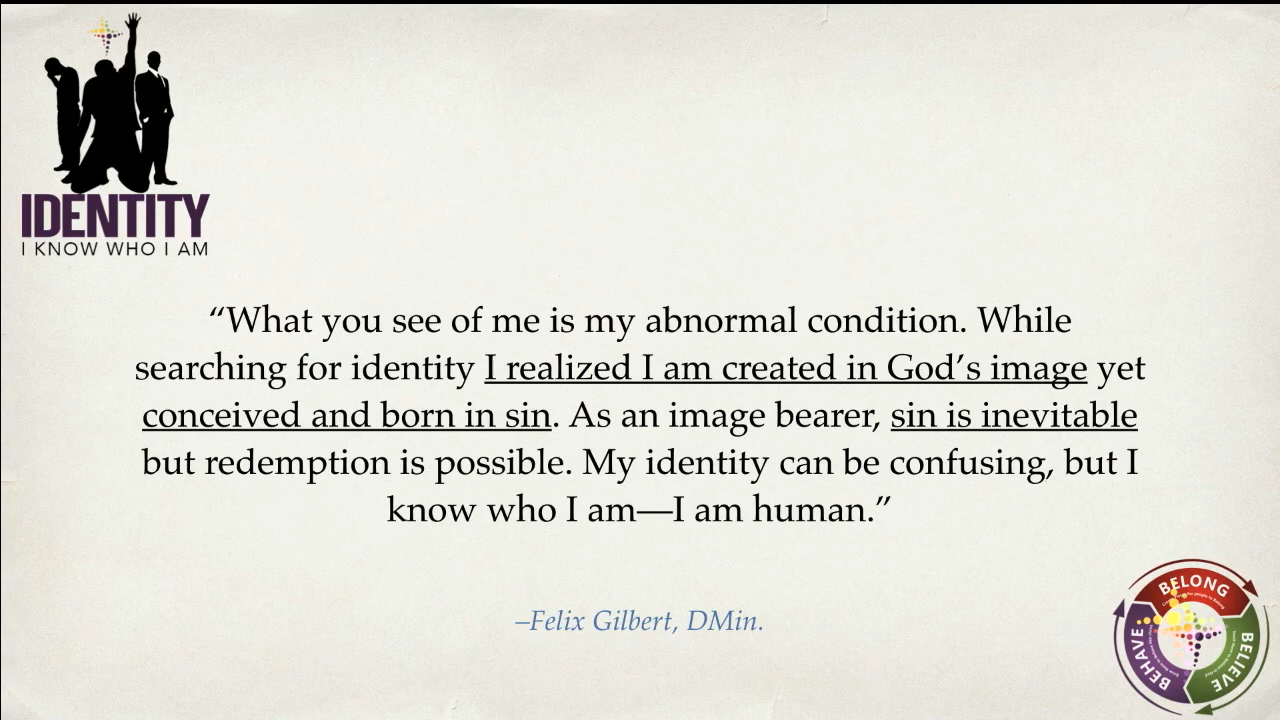 IDENTITY
I KNOW WHO I AM
“What you see of me is my abnormal condition. While
searching for identity I realized I am created in God’s image yet
conceived and born in sin. As an image bearer, sin is inevitable
but redemption is possible. My identity can be confusing, but I
know who I am—I am human.”
–Felix Gilbert, DMin.
BELONG
BELIEVE
BEHAVE